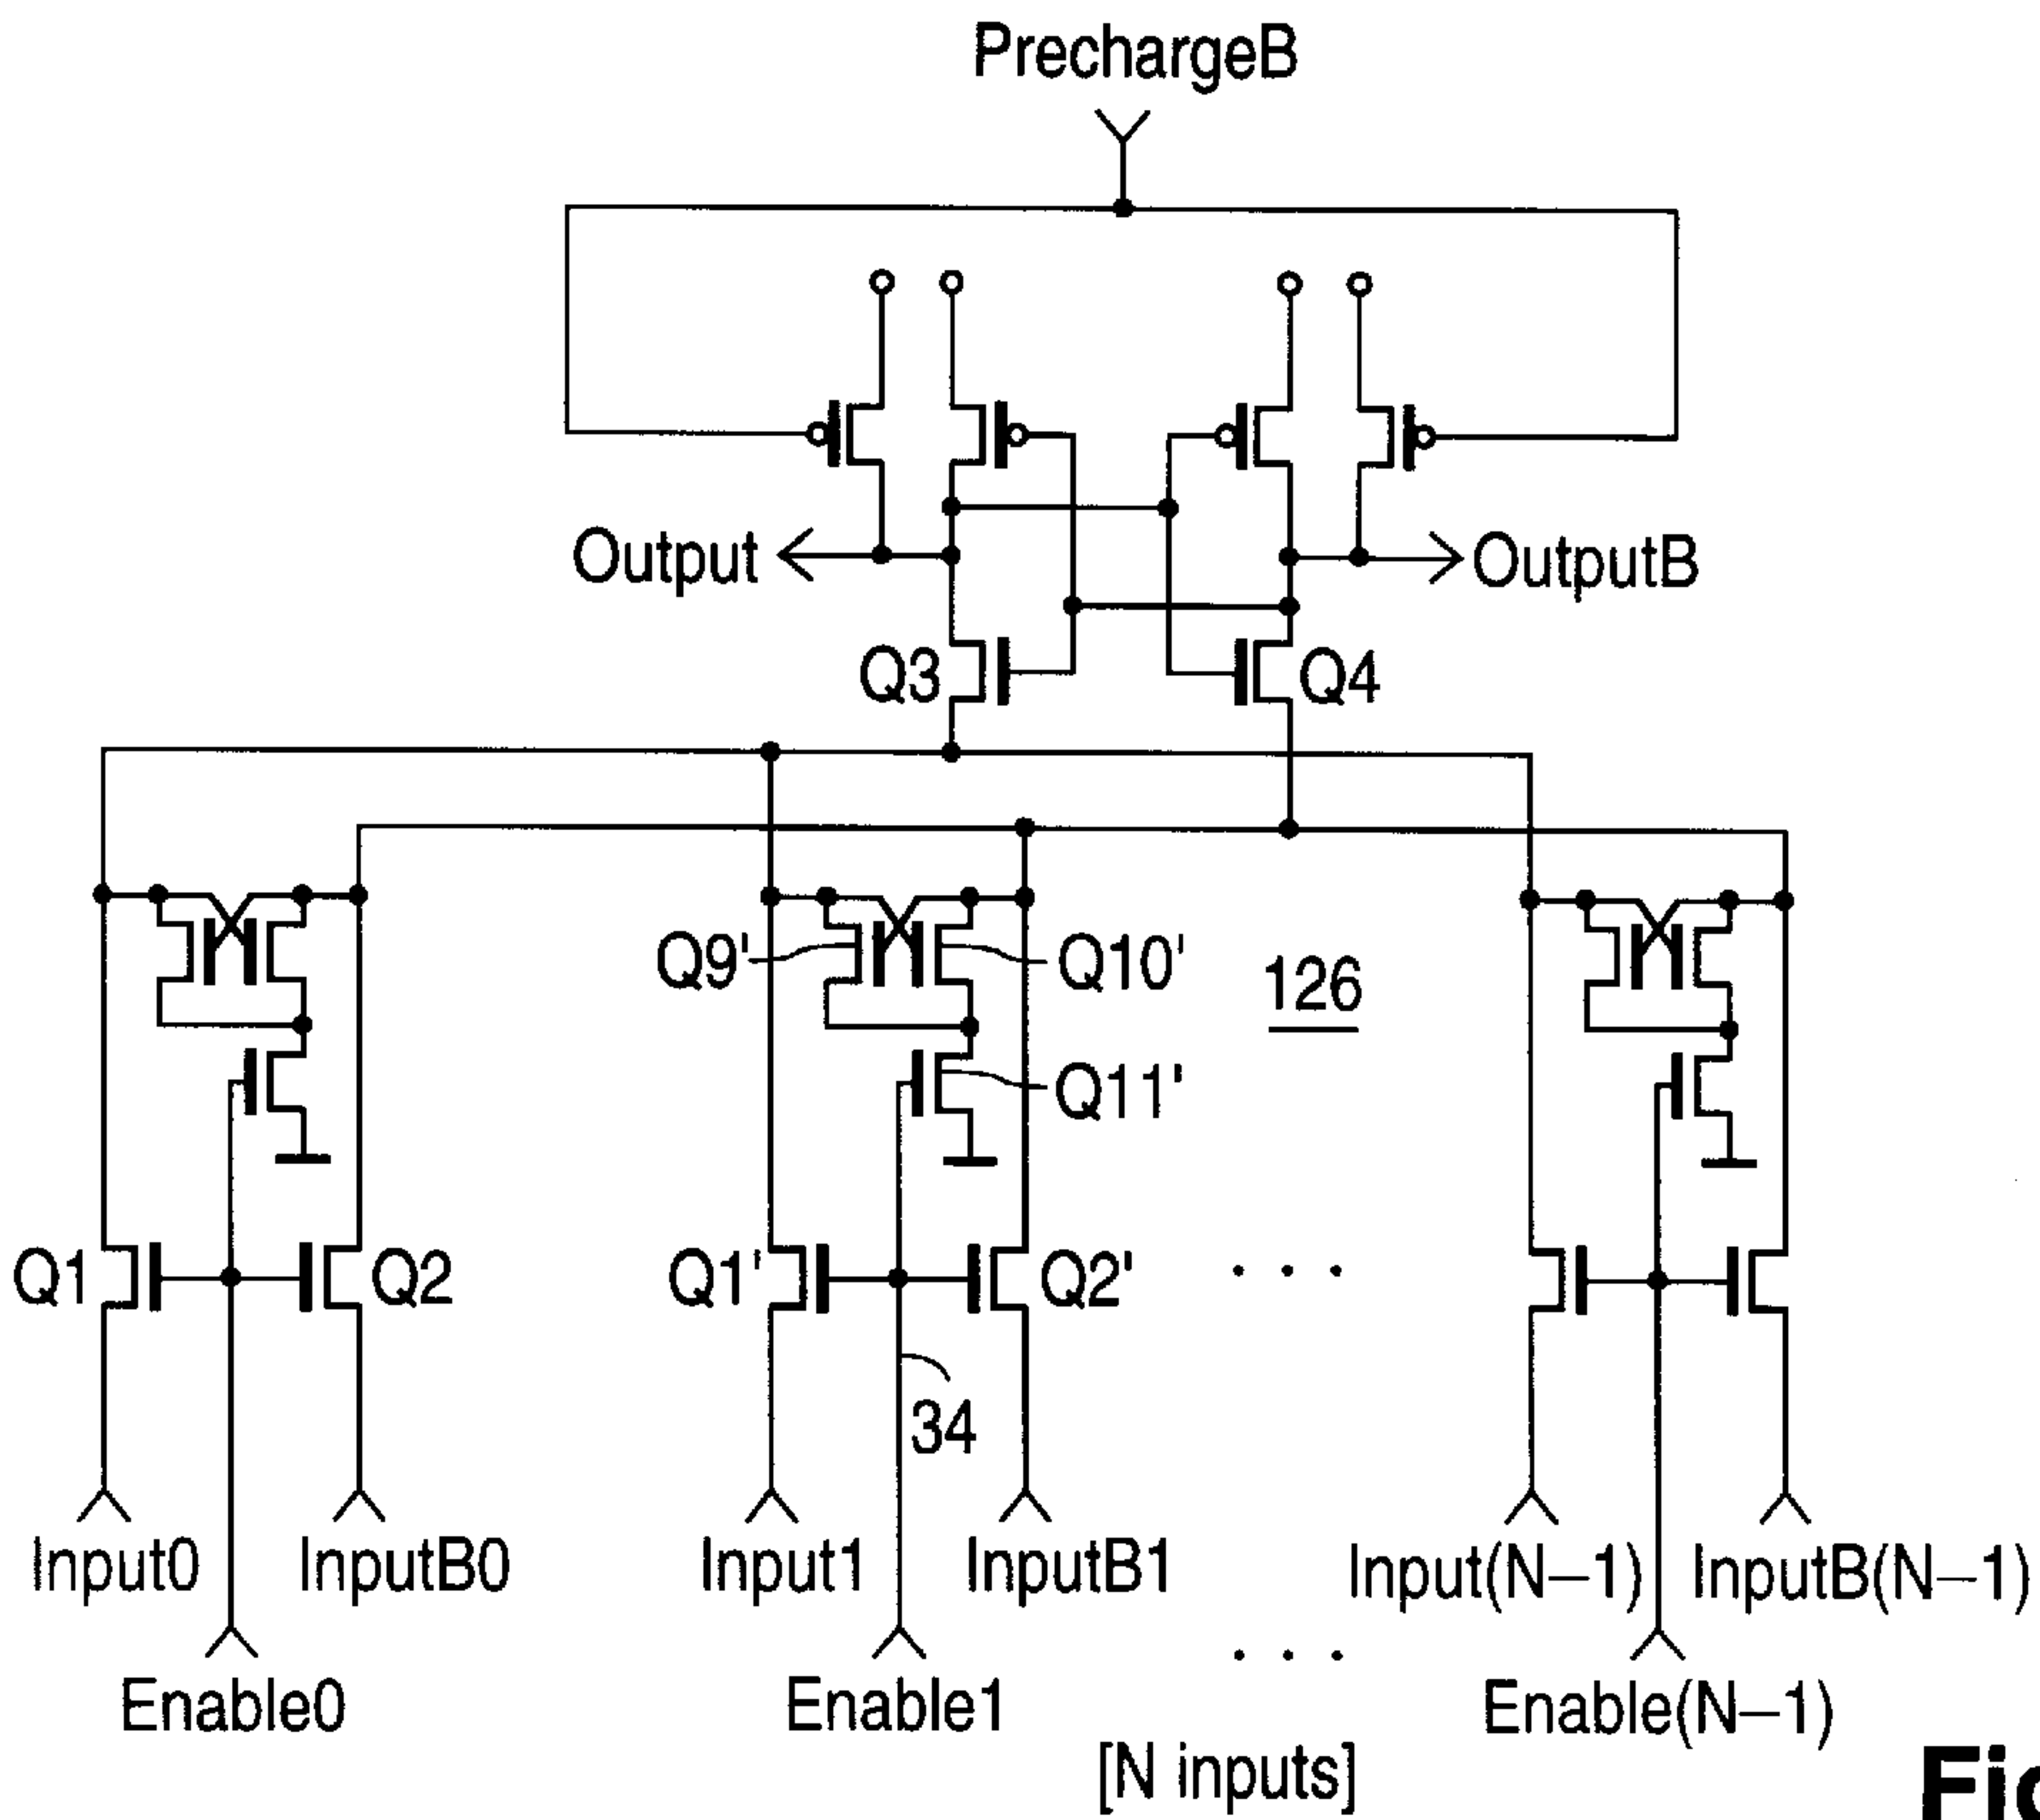 PrechargeB
Output
OutputB
Q3
Q4
Q9'
Q10'
126
Q11'
Q1
Q2
Q1'
Q2'
. . .
34
Input0
InputB0
Input1
InputB1
Input(N–1)
InputB(N–1)
Enable0
Enable1
. . .
Enable(N–1)
[N inputs]